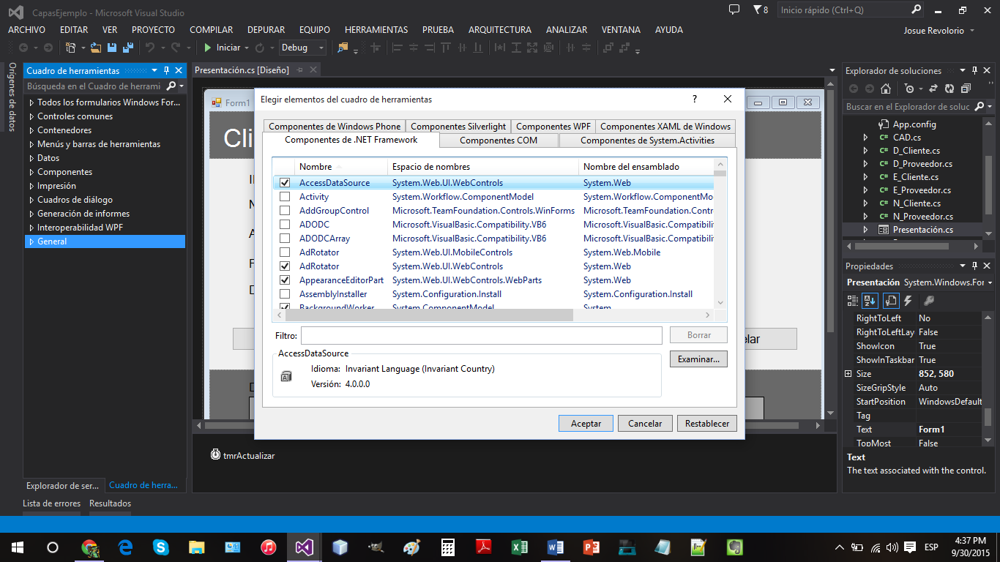 CapasEjemplo - Microsoft Visual Studio
8
Inicio rápido (Ctrl+Q)
ARCHIVO EDITAR VER PROYECTO COMPILAR DEPURAR EQUIPO HERRAMIENTAS PRUEBA ARQUITECTURA ANALIZAR VENTANA AYUDA
Josue Revolorio
Iniciar
Debug
Orígenes de datos
Cuadro de herramientas
Búsqueda en el Cuadro de herrami
Todos los formularios Windows For...
Controles comunes
Contenedores
Menús y barras de herramientas
Datos
Componentes
Impresión
Cuadros de diálogo
Generación de informes
Interoperabilidad WPF
General
Explorador de ser...
Cuadro de herra...
Presentación.cs [Diseño]
Form1
Cli
Elegir elementos del cuadro de herramientas
?
Componentes de Windows Phone
Componentes Silverlight
Componentes WPF
Componentes XAML de Windows
Componentes de .NET Framework
Componentes COM
Componentes de System.Activities
Nombre Espacio de nombres Nombre del ensamblado
AccessDataSource System.Web.UI.WebControls System.Web
Activity System.Workflow.ComponentModel System.Workflow.ComponentMo
AddGroupControl Microsoft.TeamFoundation.Controls.WinForms Microsoft.TeamFoundation.Contr
ADODC Microsoft.VisualBasic.Compatibility.VB6 Microsoft.VisualBasic.Compatibili
ADODCArray Microsoft.VisualBasic.Compatibility.VB6 Microsoft.VisualBasic.Compatibili
AdRotator System.Web.UI.MobileControls System.Web.Mobile
AdRotator System.Web.UI.WebControls System.Web
AppearanceEditorPart System.Web.UI.WebControls.WebParts System.Web
AssemblyInstaller System.Configuration.Install System.Configuration.Install
BackgroundWorker System.ComponentModel System
Filtro:
Borrar
AccessDataSource
Idioma: Invariant Language (Invariant Country)
Versión: 4.0.0.0
Examinar...
Aceptar
Cancelar
Restablecer
elar
tmrActualizar
Explorador de soluciones
Buscar en el Explorador de soluc
App.config
CAD.cs
D_Cliente.cs
D_Proveedor.cs
E_Cliente.cs
E_Proveedor.cs
N_Cliente.cs
N_Proveedor.cs
Presentación.cs
Propiedades
Presentación System.Windows.For
RightToLeft No
RightToLeftLay False
ShowIcon True
ShowInTaskbar True
Size 852, 580
SizeGripStyle Auto
StartPosition WindowsDefault
Tag
Text Form1
TopMost False
Text
The text associated with the control.
Lista de errores Resultados
ESP
4:37 PM
9/30/2015